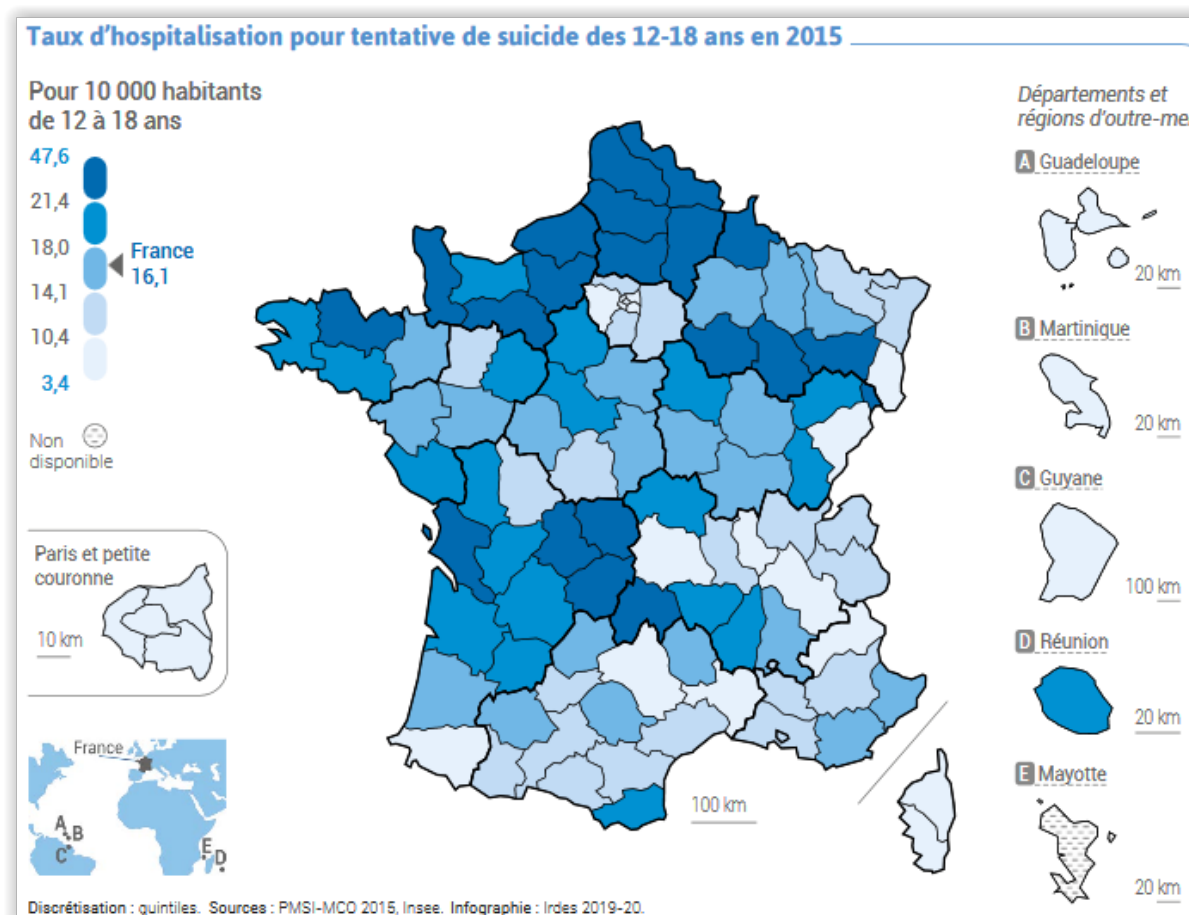 Taux d'hospitalisation pour tentative de suicide des 12-18 ans en 2015
Pour 10 000 habitants
de 12 à 18 ans
47,6
21,4
18,0
14,1
10,4
3,4
France
16,1
Non
disponible
Paris et petite
couronne
10 km
France
A
B
C
E
D
100 km
Départements et
régions d'outre-me
A Guadeloupe
20 km
B Martinique
20 km
C Guyane
100 km
D Réunion
20 km
E Mayotte
20 km
Discrétisation : quintiles. Sources : PMSI-MCO 2015, Insee. Infographie : Irdes 2019-20.